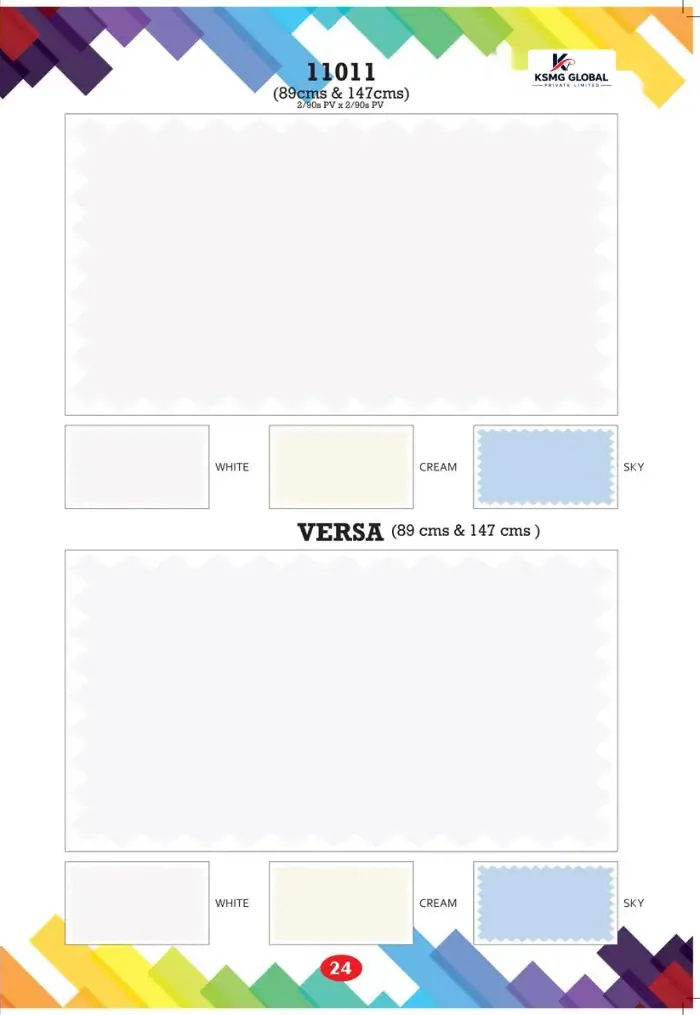 11011
KSMG GLOBAL
PRIVATE LIMITED
(89cms & 147cms)
2/90s PV x 2/90s PV
WHITE
CREAM
SKY
VERSA (89 cms & 147 cms )
WHITE
CREAM
SKY
24